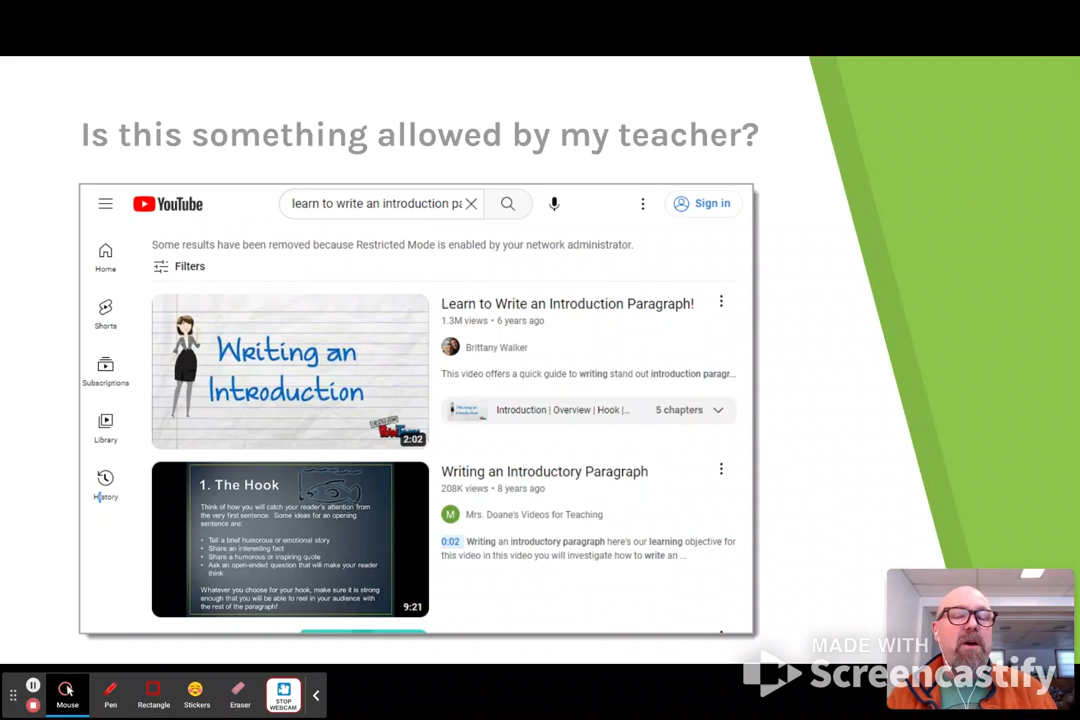 Is this something allowed by my teacher?
YouTube
learn to write an introduction pa
Sign in
Some results have been removed because Restricted Mode is enabled by your network administrator.
Filters
Home
Shorts
Subscriptions
Library
History
Writing an
Introduction
2:02
Learn to Write an Introduction Paragraph!
1.3M views • 6 years ago
Brittany Walker
This video offers a quick guide to writing stand out introduction paragr...
Introduction | Overview | Hook |...
5 chapters
1. The Hook
Think of how you will catch your reader's attention from
the very first sentence. Some ideas for an opening
sentence are:
• Tell a brief humorous or emotional story
• Share an interesting fact
• Share a humorous or inspiring quote
• Ask an open-ended question that will make your reader
think
Whatever you choose for your hook, make sure it is strong
enough that you will be able to reel in your audience with
the rest of the paragraph!
9:21
Writing an Introductory Paragraph
208K views • 8 years ago
M
Mrs. Doane's Videos for Teaching
0:02 Writing an introductory paragraph here's our learning objective for
this video in this video you will investigate how to write an ...
MADE WITH
Screencastify
Mouse
Pen
Rectangle
Stickers
Eraser
STOP
WEBCAM